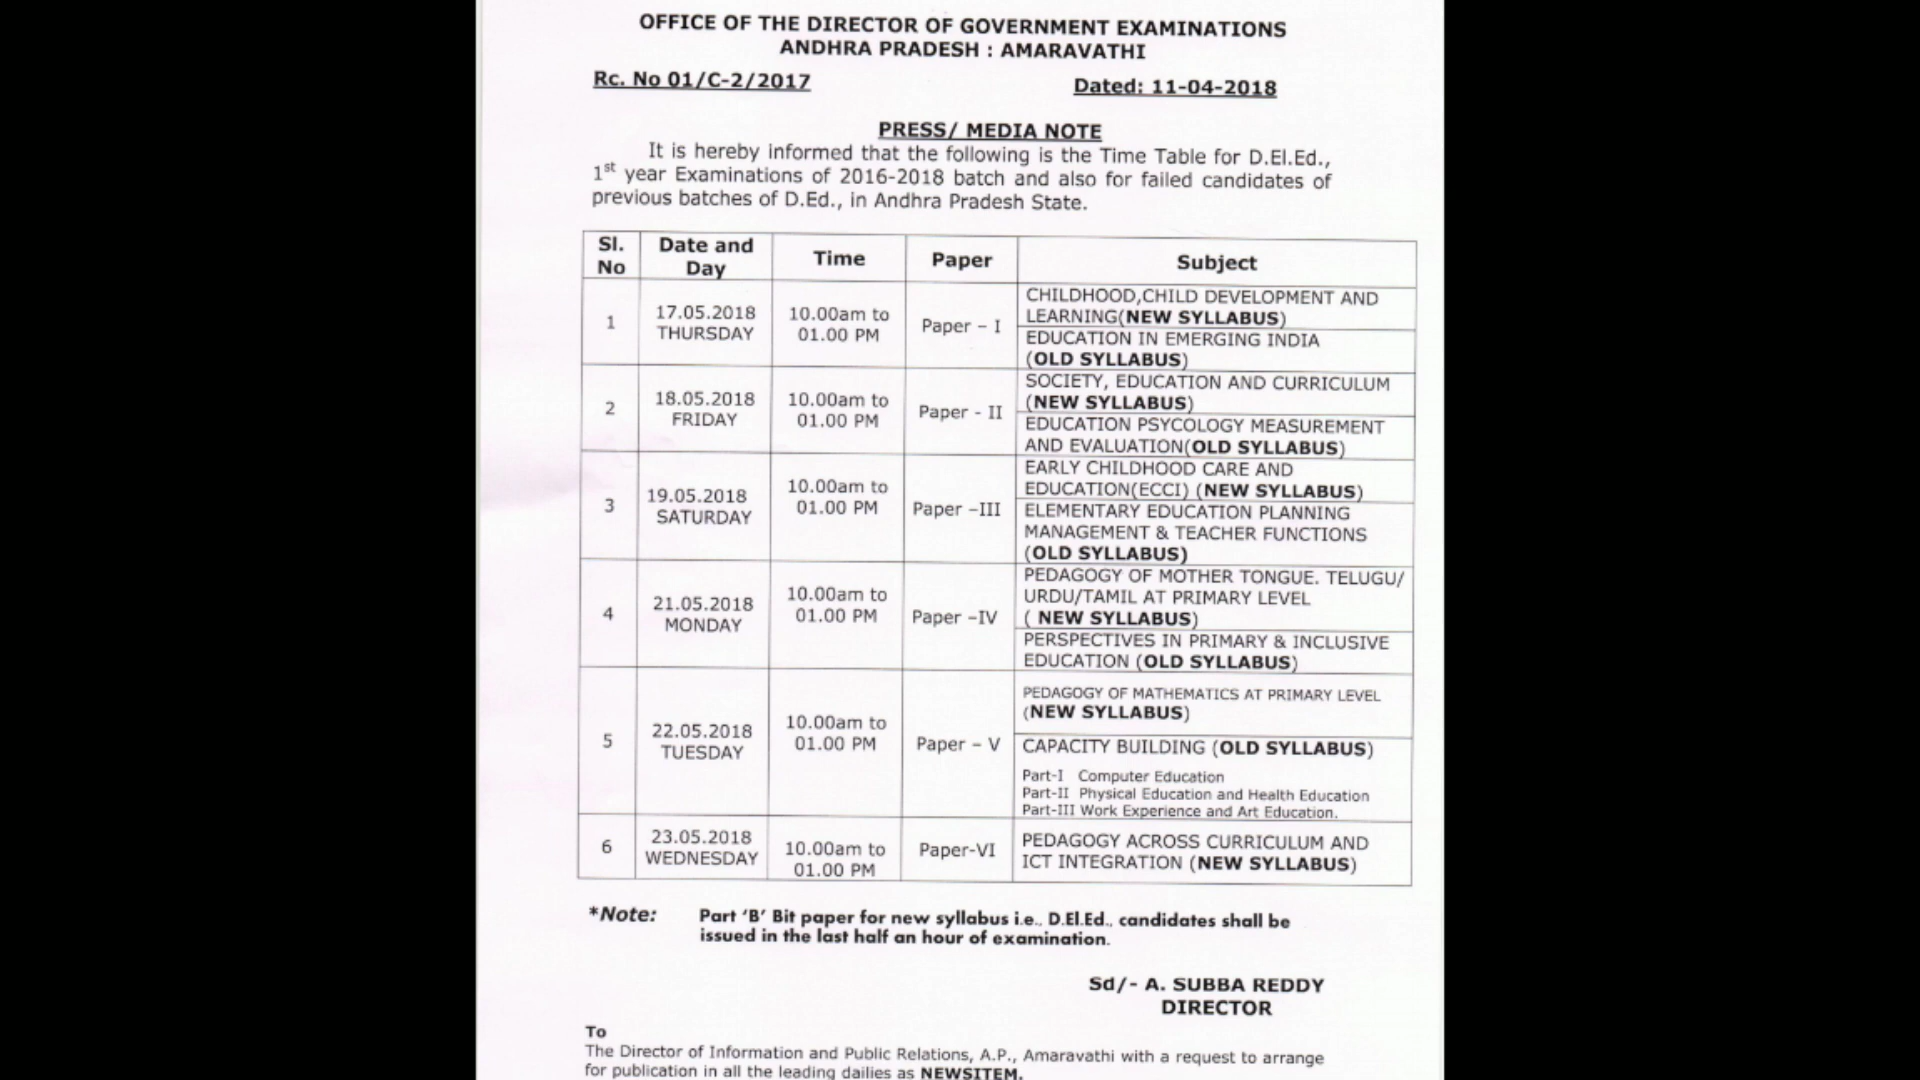 OFFICE OF THE DIRECTOR OF GOVERNMENT EXAMINATIONS
ANDHRA PRADESH : AMARAVATHI
Rc. No 01/C-2/2017 Dated: 11-04-2018
PRESS/ MEDIA NOTE
It is hereby informed that the following is the Time Table for D.El.Ed.,
1st year Examinations of 2016-2018 batch and also for failed candidates of
previous batches of D.Ed., in Andhra Pradesh State.
Sl. No Date and Day Time Paper Subject
1 17.05.2018 THURSDAY 10.00am to 01.00 PM Paper – I
CHILDHOOD,CHILD DEVELOPMENT AND
LEARNING(NEW SYLLABUS)
EDUCATION IN EMERGING INDIA
(OLD SYLLABUS)
2 18.05.2018 FRIDAY 10.00am to 01.00 PM Paper - II
SOCIETY, EDUCATION AND CURRICULUM
(NEW SYLLABUS)
EDUCATION PSYCOLOGY MEASUREMENT
AND EVALUATION(OLD SYLLABUS)
3 19.05.2018 SATURDAY 10.00am to 01.00 PM Paper –III
EARLY CHILDHOOD CARE AND
EDUCATION(ECCI) (NEW SYLLABUS)
ELEMENTARY EDUCATION PLANNING
MANAGEMENT & TEACHER FUNCTIONS
(OLD SYLLABUS)
4 21.05.2018 MONDAY 10.00am to 01.00 PM Paper –IV
PEDAGOGY OF MOTHER TONGUE. TELUGU/
URDU/TAMIL AT PRIMARY LEVEL
( NEW SYLLABUS)
PERSPECTIVES IN PRIMARY & INCLUSIVE
EDUCATION (OLD SYLLABUS)
5 22.05.2018 TUESDAY 10.00am to 01.00 PM Paper – V
PEDAGOGY OF MATHEMATICS AT PRIMARY LEVEL
(NEW SYLLABUS)
CAPACITY BUILDING (OLD SYLLABUS)
Part-I Computer Education
Part-II Physical Education and Health Education
Part-III Work Experience and Art Education.
6 23.05.2018 WEDNESDAY 10.00am to 01.00 PM Paper-VI
PEDAGOGY ACROSS CURRICULUM AND
ICT INTEGRATION (NEW SYLLABUS)
*Note: Part 'B' Bit paper for new syllabus i.e., D.El.Ed., candidates shall be
issued in the last half an hour of examination.
Sd/- A. SUBBA REDDY
DIRECTOR
To
The Director of Information and Public Relations, A.P., Amaravathi with a request to arrange
for publication in all the leading dailies as NEWSITEM.